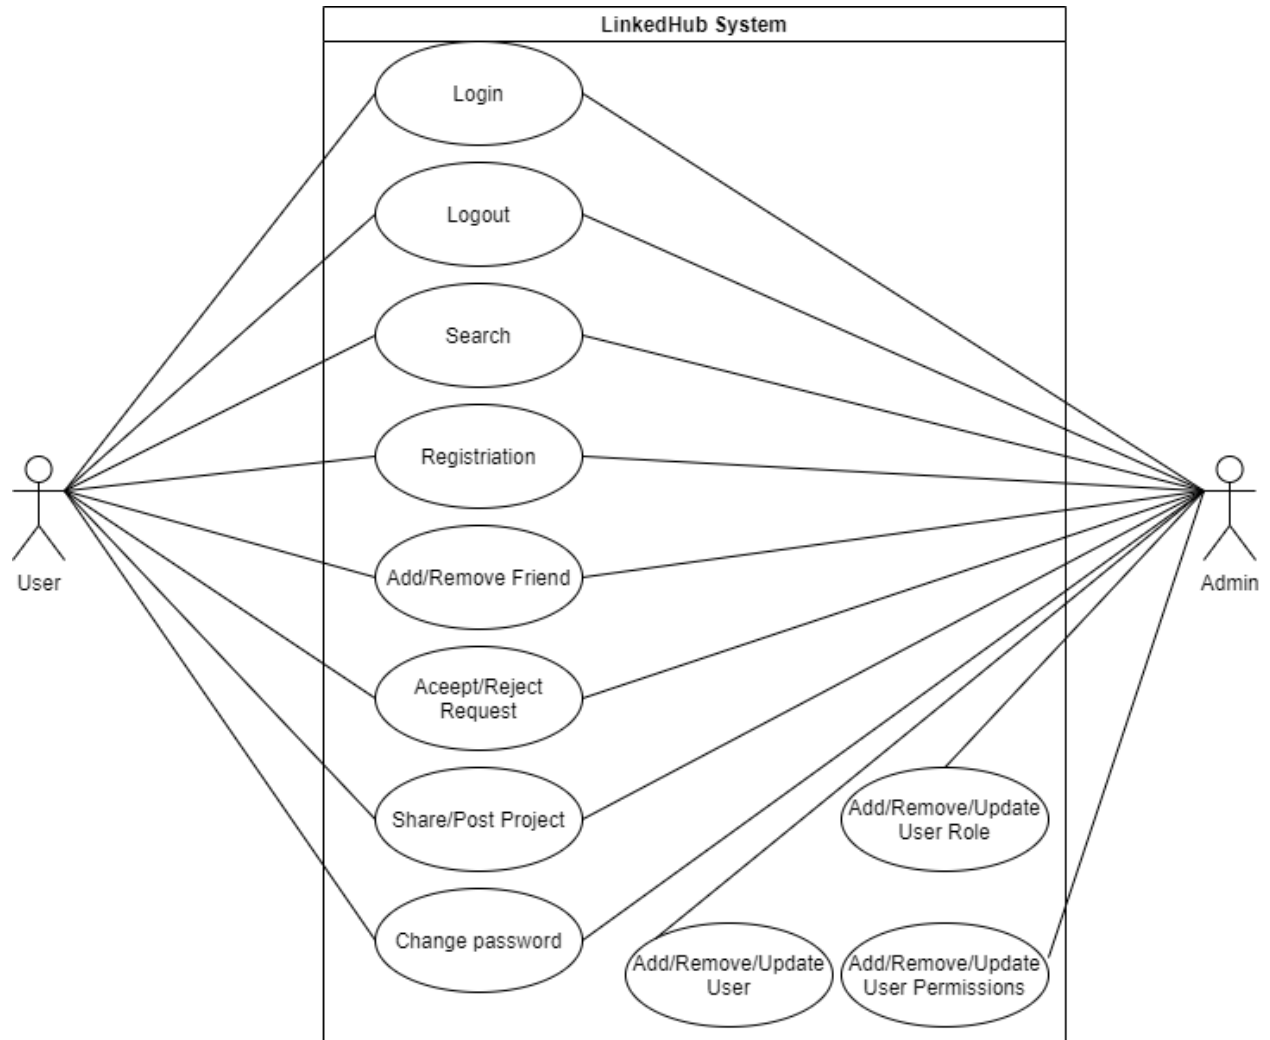 LinkedHub System
Login
Logout
Search
Registriation
User
Admin
Add/Remove Friend
Aceept/Reject
Request
Share/Post Project
Add/Remove/Update
User Role
Change password
Add/Remove/Update
User
Add/Remove/Update
User Permissions